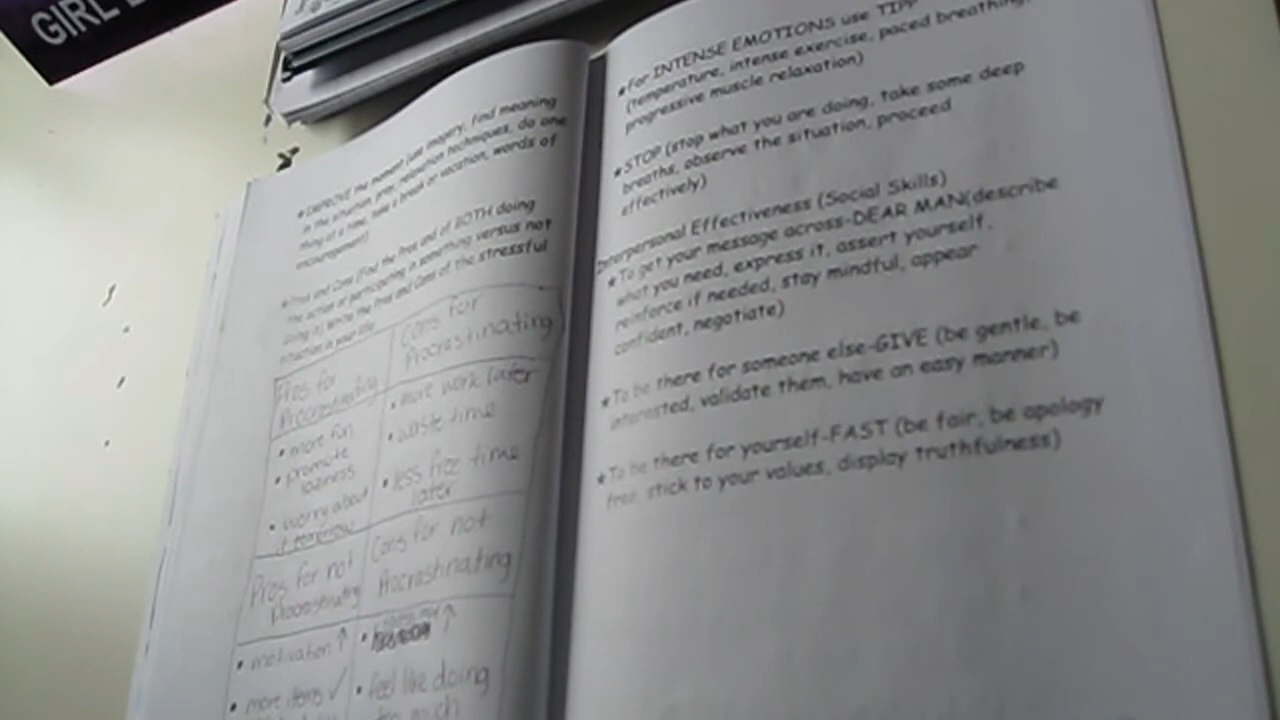 GIRL
★IMPROVE the moment (use imagery, find meaning
in the situation, pray, relaxation techniques, do one
thing at a time, take a break or vacation, words of
encouragement)
★Pros and Cons (Find the Pros and of BOTH doing
The action or participating in something versus not
doing it) Write the Pros and Cons of the stressful
situation in your life
Pros for
Procrastinating
Cons for
Procrastinating
• more fun
• promote
laziness
• worry about
it tomorrow
• more work later
• waste time
• less free time
later
Pros for not
Procrastinating
Cons for not
Procrastinating
• motivation ↑
• more items ✓
• ↑
• feel like doing
too much
★For INTENSE EMOTIONS use TIPP
(temperature, intense exercise, paced breathing,
progressive muscle relaxation)
★STOP (stop what you are doing, take some deep
breaths, observe the situation, proceed
effectively)
Interpersonal Effectiveness (Social Skills)
★To get your message across-DEAR MAN(describe
what you need, express it, assert yourself,
reinforce if needed, stay mindful, appear
confident, negotiate)
★To be there for someone else-GIVE (be gentle, be
interested, validate them, have an easy manner)
★To be there for yourself-FAST (be fair, be apology
free, stick to your values, display truthfulness)